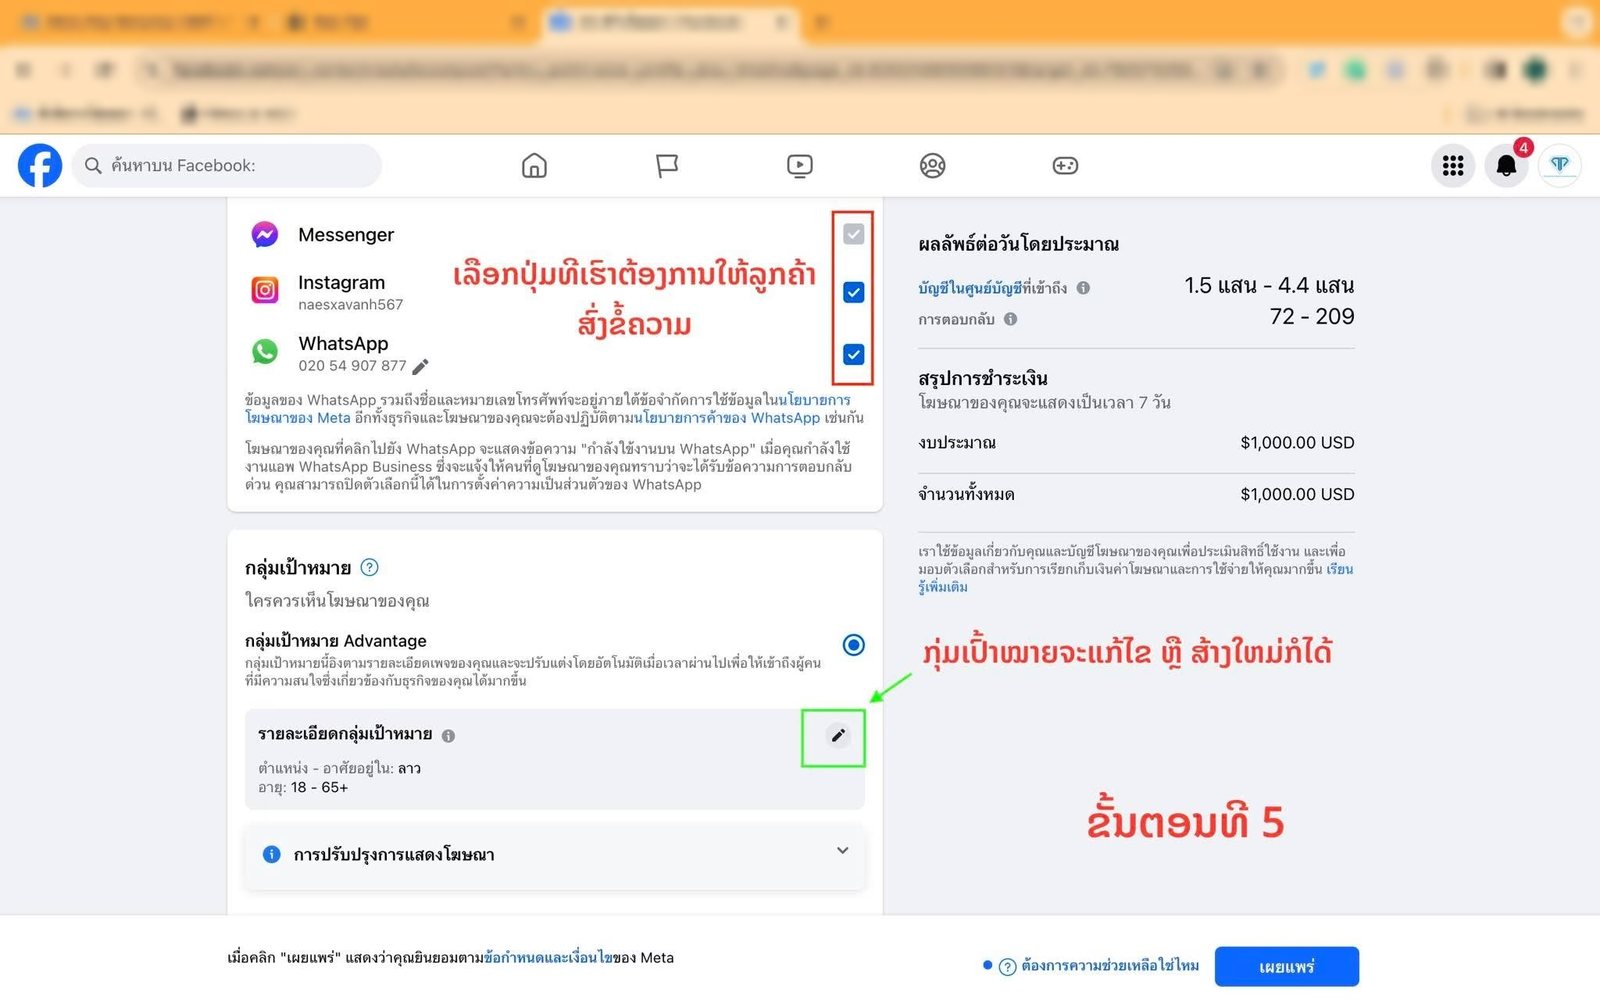 ค้นหาบน Facebook:
4
Messenger
Instagram
naesxavanh567
WhatsApp
020 54 907 877
ເລືອກປຸ່ມທີເຮົາຕ້ອງການໃຫ້ລູກຄ້າ
ສົ່ງຂໍ້ຄວາມ
ข้อมูลของ WhatsApp รวมถึงชื่อและหมายเลขโทรศัพท์จะอยู่ภายใต้ข้อจำกัดการใช้ข้อมูลในนโยบายการ
โฆษณาของ Meta อีกทั้งธุรกิจและโฆษณาของคุณจะต้องปฏิบัติตามนโยบายการค้าของ WhatsApp เช่นกัน
โฆษณาของคุณที่คลิกไปยัง WhatsApp จะแสดงข้อความ "กำลังใช้งานบน WhatsApp" เมื่อคุณกำลังใช้
งานแอพ WhatsApp Business ซึ่งจะแจ้งให้คนที่ดูโฆษณาของคุณทราบว่าจะได้รับข้อความการตอบกลับ
ด่วน คุณสามารถปิดตัวเลือกนี้ได้ในการตั้งค่าความเป็นส่วนตัวของ WhatsApp
กลุ่มเป้าหมาย
ใครควรเห็นโฆษณาของคุณ
กลุ่มเป้าหมาย Advantage
กลุ่มเป้าหมายนี้อิงตามรายละเอียดเพจของคุณและจะปรับแต่งโดยอัตโนมัติเมื่อเวลาผ่านไปเพื่อให้เข้าถึงผู้คน
ที่มีความสนใจซึ่งเกี่ยวข้องกับธุรกิจของคุณได้มากขึ้น
รายละเอียดกลุ่มเป้าหมาย
ตำแหน่ง - อาศัยอยู่ใน: ลาว
อายุ: 18 - 65+
การปรับปรุงการแสดงโฆษณา
ผลลัพธ์ต่อวันโดยประมาณ
บัญชีในศูนย์บัญชีที่เข้าถึง 1.5 แสน - 4.4 แสน
การตอบกลับ 72 - 209
สรุปการชำระเงิน
โฆษณาของคุณจะแสดงเป็นเวลา 7 วัน
งบประมาณ $1,000.00 USD
จำนวนทั้งหมด $1,000.00 USD
เราใช้ข้อมูลเกี่ยวกับคุณและบัญชีโฆษณาของคุณเพื่อประเมินสิทธิ์ใช้งาน และเพื่อ
มอบตัวเลือกสำหรับการเรียกเก็บเงินค่าโฆษณาและการใช้จ่ายให้คุณมากขึ้น เรียน
รู้เพิ่มเติม
ກຸ່ມເປົ້າໝາຍຈະແກ້ໄຂ ຫຼື ສ້າງໃຫມ່ກໍໄດ້
ຂັ້ນຕອນທີ 5
เมื่อคลิก "เผยแพร่" แสดงว่าคุณยินยอมตามข้อกำหนดและเงื่อนไขของ Meta
ต้องการความช่วยเหลือใช่ไหม
เผยแพร่